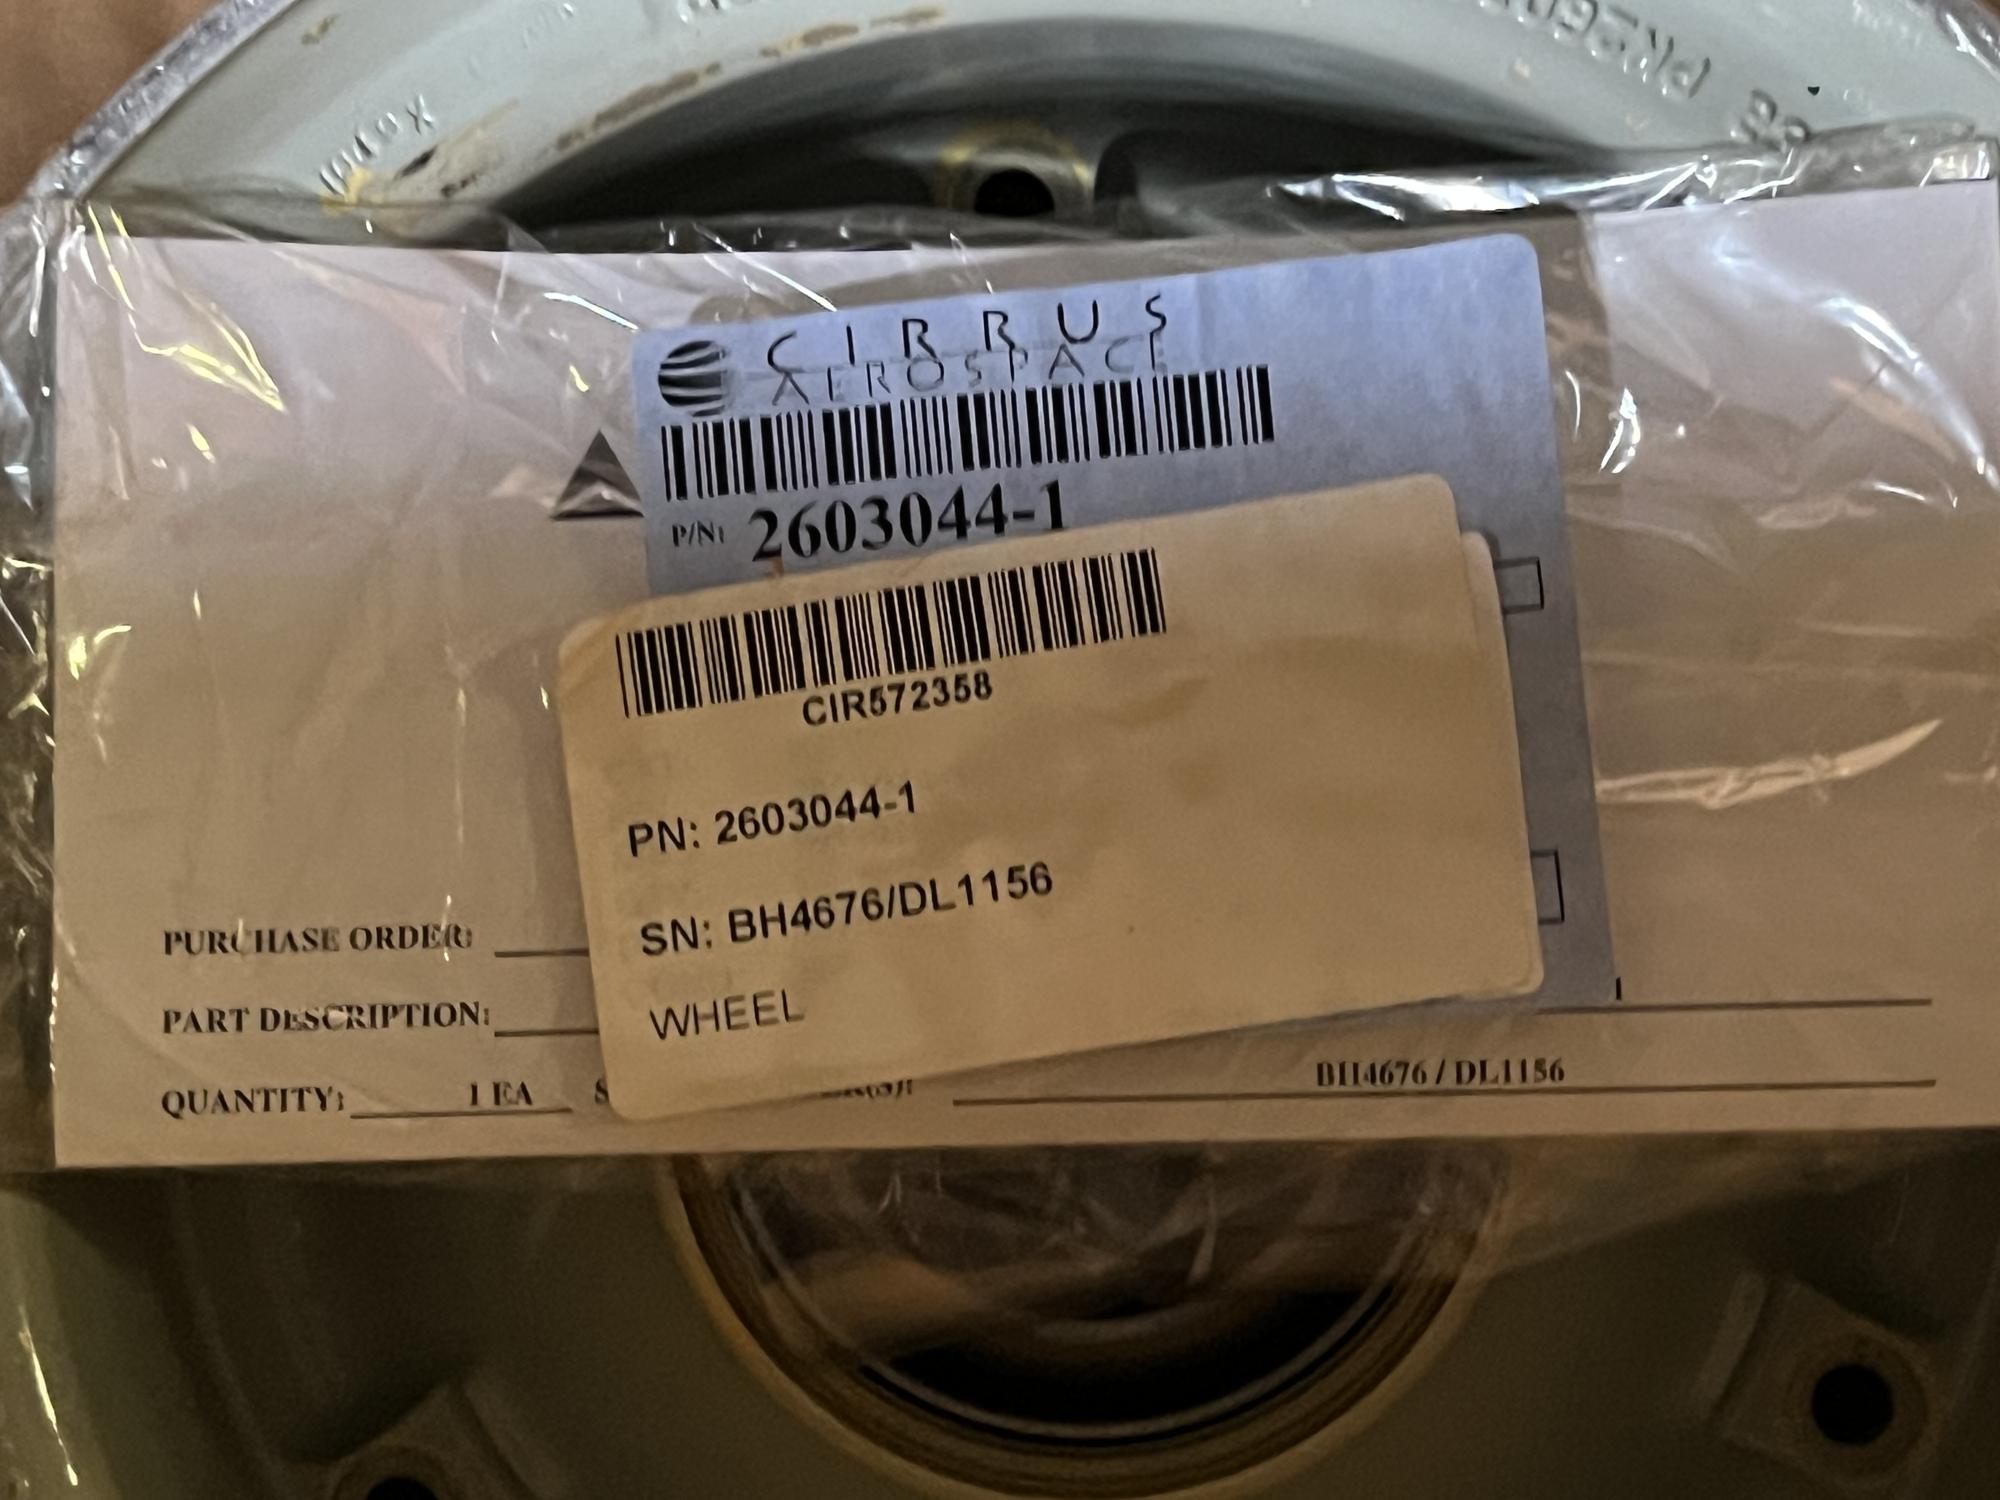 CIRRUS
AEROSPACE
P/N: 2603044-1
CIR572358
PN: 2603044-1
SN: BH4676/DL1156
WHEEL
PURCHASE ORDER:
PART DESCRIPTION:
QUANTITY: 1 EA
BH4676 / DL1156